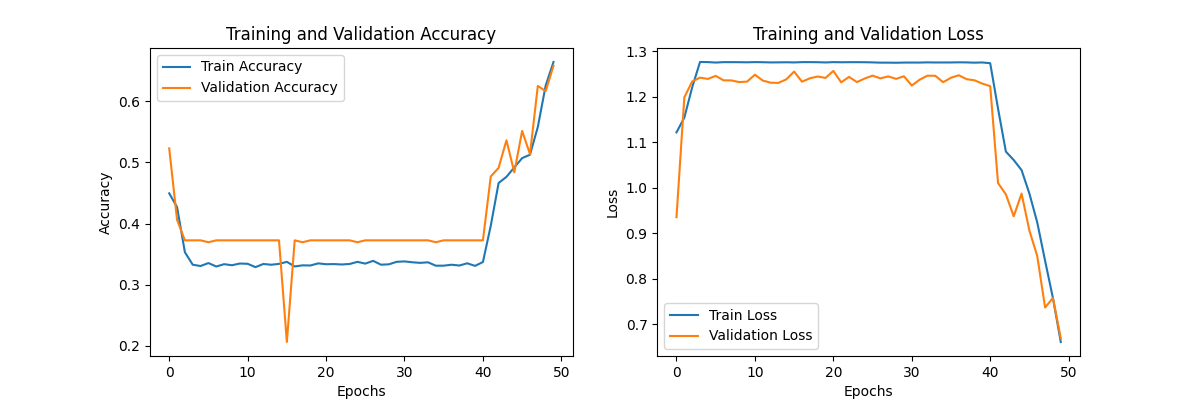 Training and Validation Accuracy
Train Accuracy
Validation Accuracy
0.6
0.5
0.4
0.3
0.2
Accuracy
0
10
20
30
40
50
Epochs
Training and Validation Loss
1.3
1.2
1.1
1.0
0.9
0.8
0.7
Loss
Train Loss
Validation Loss
0
10
20
30
40
50
Epochs